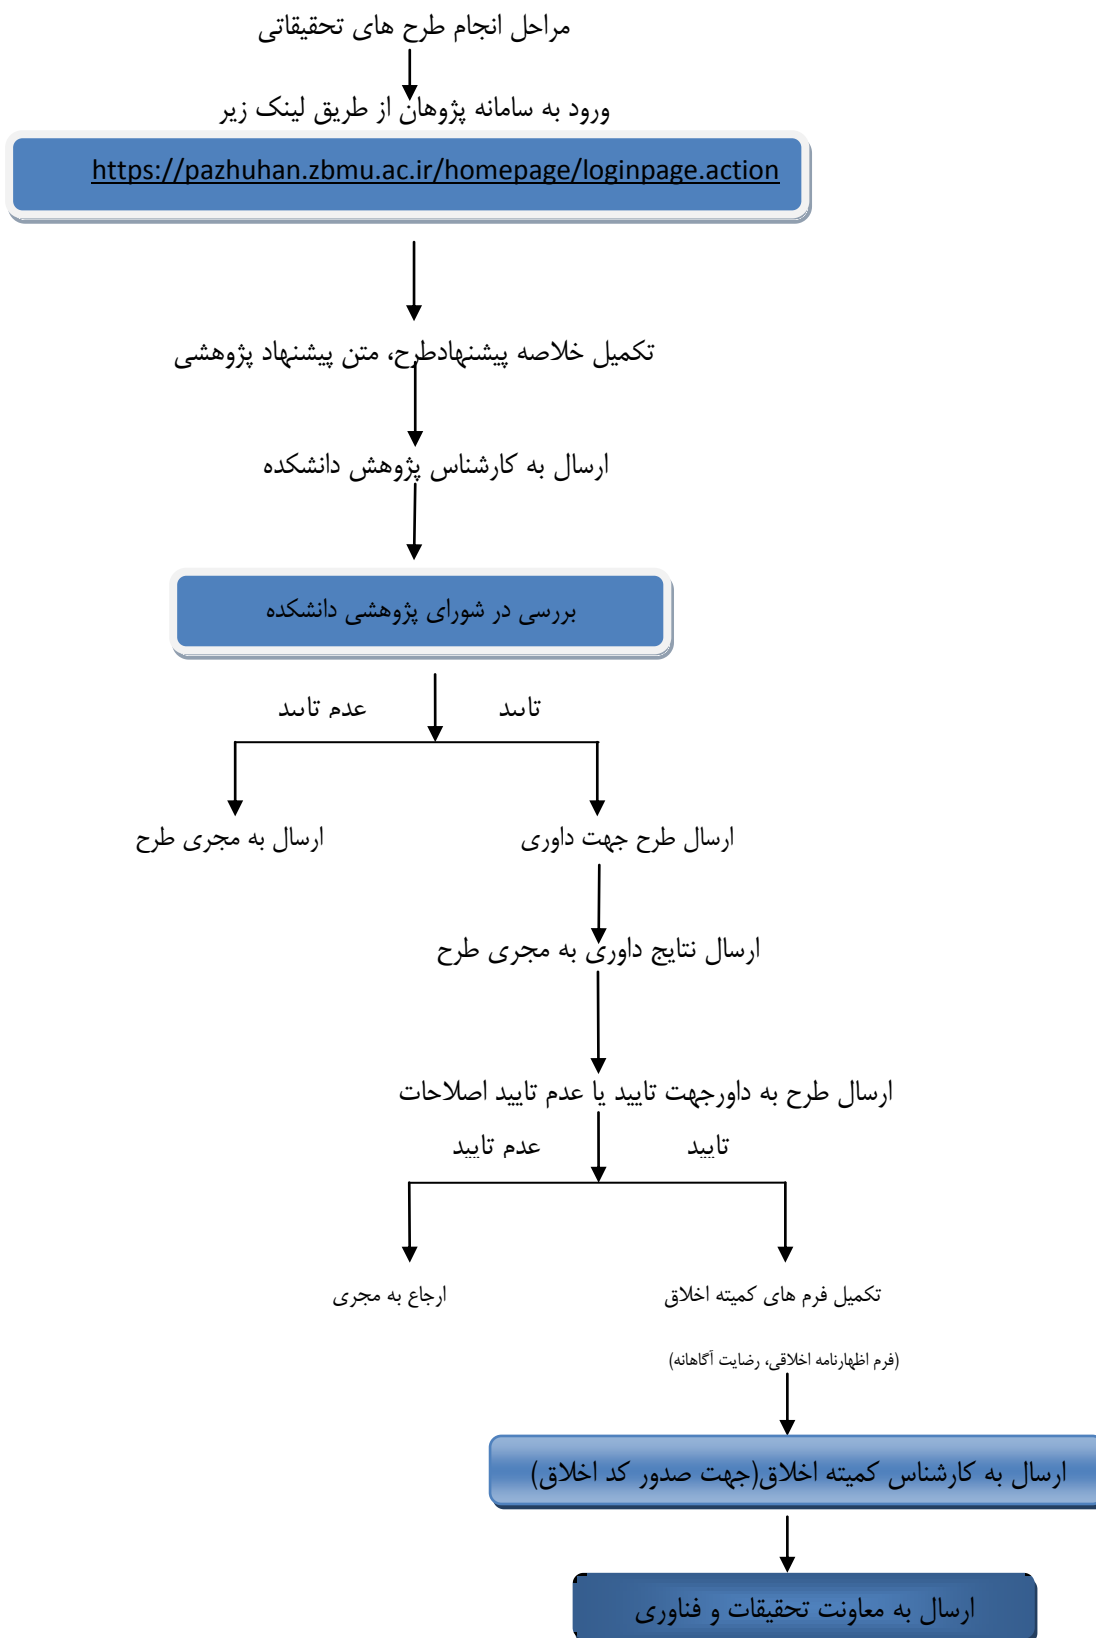 مراحل انجام طرح های تحقیقاتی
ورود به سامانه پژوهان از طریق لینک زیر
https://pazhuhan.zbmu.ac.ir/homepage/loginpage.action
تکمیل خلاصه پیشنهادطرح، متن پیشنهاد پژوهشی
ارسال به کارشناس پژوهش دانشکده
بررسی در شورای پژوهشی دانشکده
تایید
عدم تایید
ارسال طرح جهت داوری
ارسال به مجری طرح
ارسال نتایج داوری به مجری طرح
ارسال طرح به داورجهت تایید یا عدم تایید اصلاحات
تایید
عدم تایید
تکمیل فرم های کمیته اخلاق
ارجاع به مجری
(فرم اظهارنامه اخلاقی، رضایت آگاهانه)
ارسال به کارشناس کمیته اخلاق(جهت صدور کد اخلاق)
ارسال به معاونت تحقیقات و فناوری